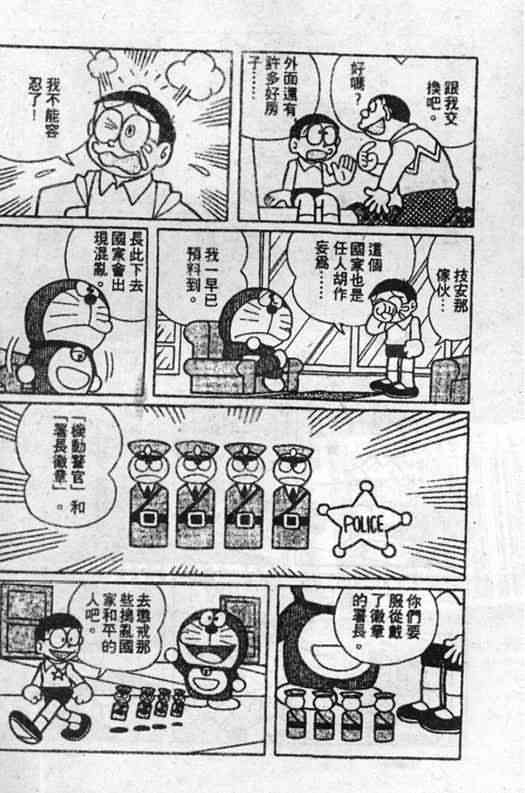 跟我交
換吧。
好嗎？
外面還有
許多好房
子……
我不能容
忍了！
技安那
傢伙…
這個
國家也是
任人胡作
妄為……
我一早已
預料到。
長此下去
國家會出
現混亂。
「機動警官」和
「署長徽章」。
POLICE
你們要
服從戴
了徽章
的署長。
去懲戒那
些搗亂國
家和平的
人吧。